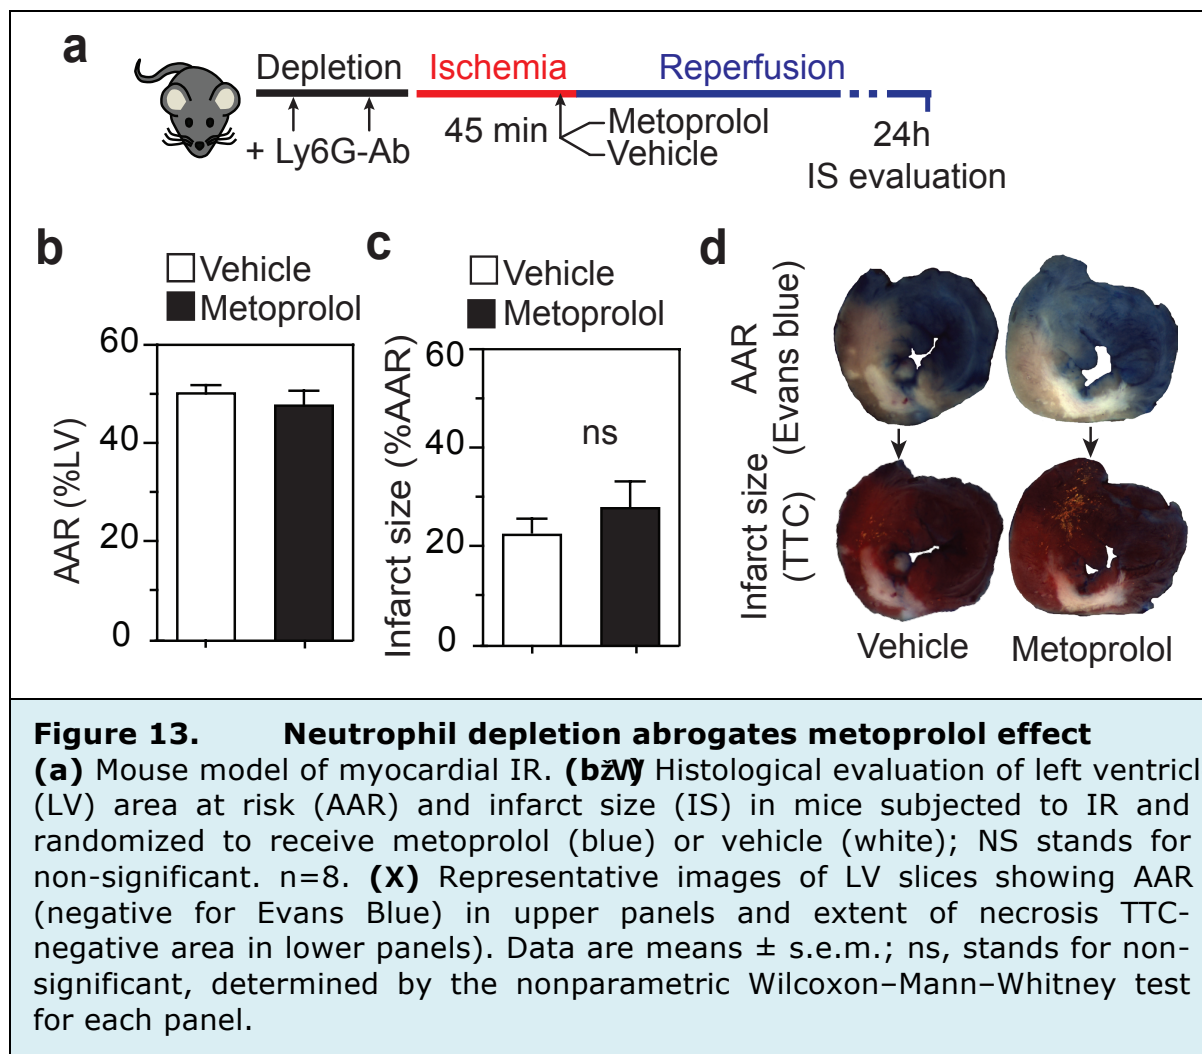 a
Depletion Ischemia Reperfusion
+ Ly6G-Ab 45 min Metoprolol
Vehicle
24h
IS evaluation
b
Vehicle
Metoprolol
AAR (%LV)
60
40
20
0
c
Vehicle
Metoprolol
Infarct size (%AAR)
60
40
20
0
ns
d
AAR
(Evans blue)
Infarct size
(TTC)
Vehicle Metoprolol
Figure 13. Neutrophil depletion abrogates metoprolol effect
(a) Mouse model of myocardial IR. Histological evaluation of left ventricl
(LV) area at risk (AAR) and infarct size (IS) in mice subjected to IR and
randomized to receive metoprolol (blue) or vehicle (white); NS stands for
non-significant. n=8. (X) Representative images of LV slices showing AAR
(negative for Evans Blue) in upper panels and extent of necrosis TTC-
negative area in lower panels). Data are means ± s.e.m.; ns, stands for non-
significant, determined by the nonparametric Wilcoxon–Mann–Whitney test
for each panel.